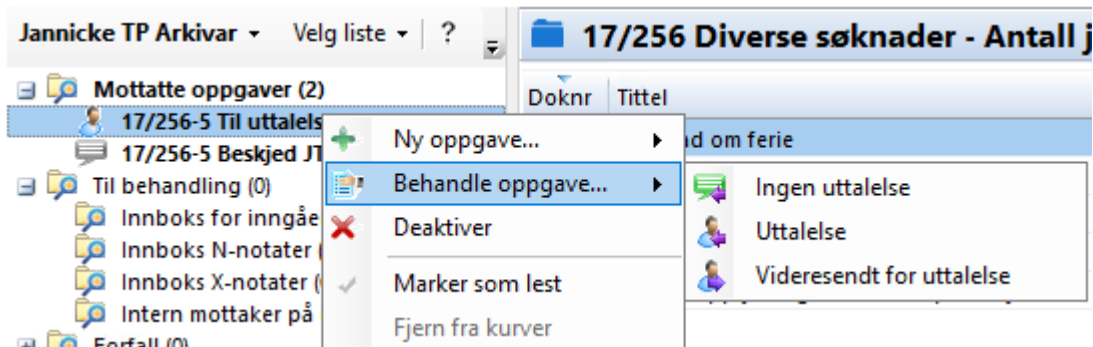 Jannicke TP Arkivar Velg liste ?
17/256 Diverse søknader - Antall j
Mottatte oppgaver (2)
17/256-5 Til uttalels
17/256-5 Beskjed JT
Til behandling (0)
Innboks for inngåe
Innboks N-notater (
Innboks X-notater (
Intern mottaker på
Forfall (0)
Doknr Tittel
ad om ferie
Ny oppgave...
Behandle oppgave...
Deaktiver
Marker som lest
Fjern fra kurver
Ingen uttalelse
Uttalelse
Videresendt for uttalelse